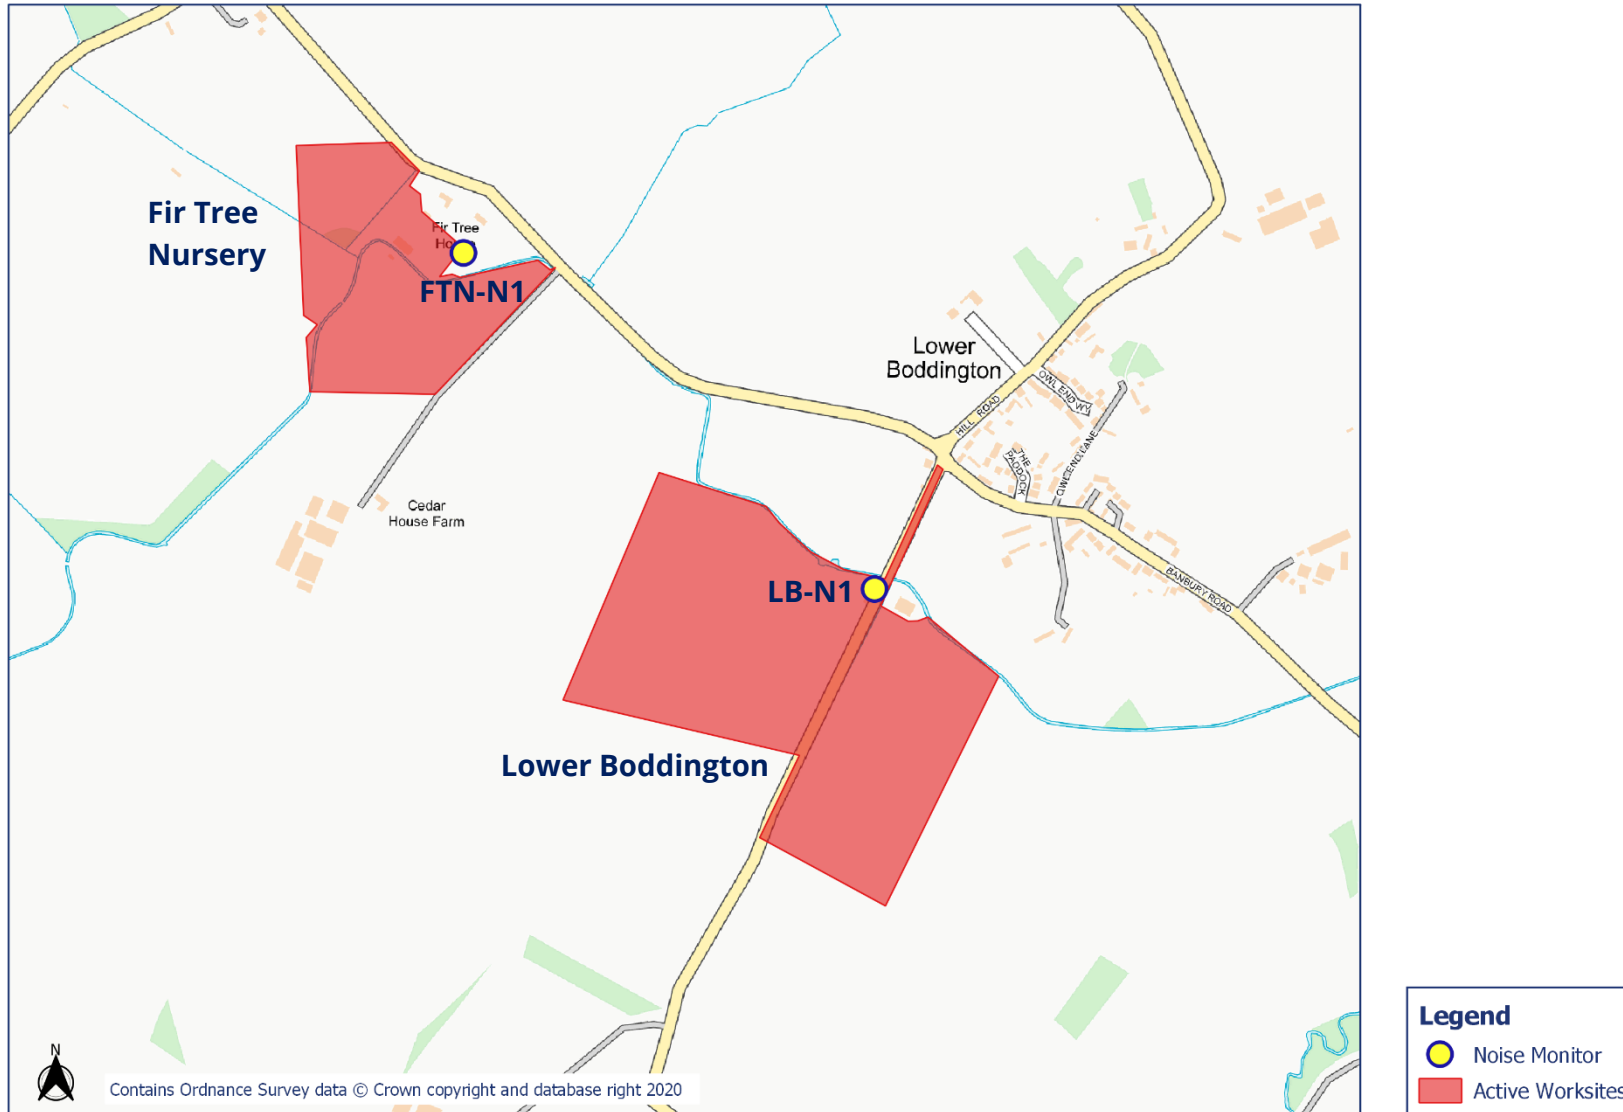 Fir Tree
Nursery
Fir Tree
FTN-N1
Lower
Boddington
OWL END WY
HILL ROAD
THE
PADDOCK
OWL END LANE
Cedar
House Farm
BANBURY ROAD
LB-N1
Lower Boddington
N
Contains Ordnance Survey data © Crown copyright and database right 2020
Legend
Noise Monitor
Active Worksites